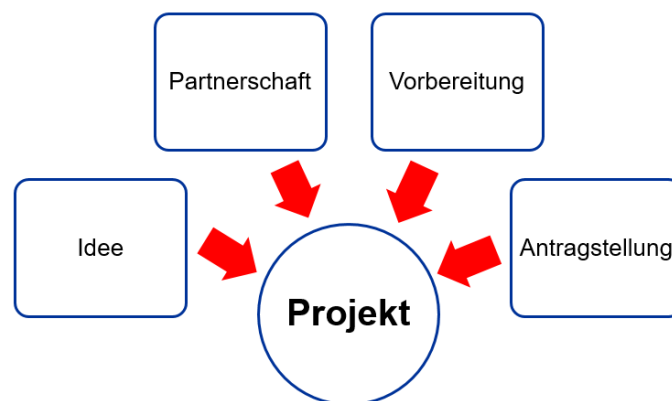 Partnerschaft
Vorbereitung
Idee
Antragstellung
Projekt